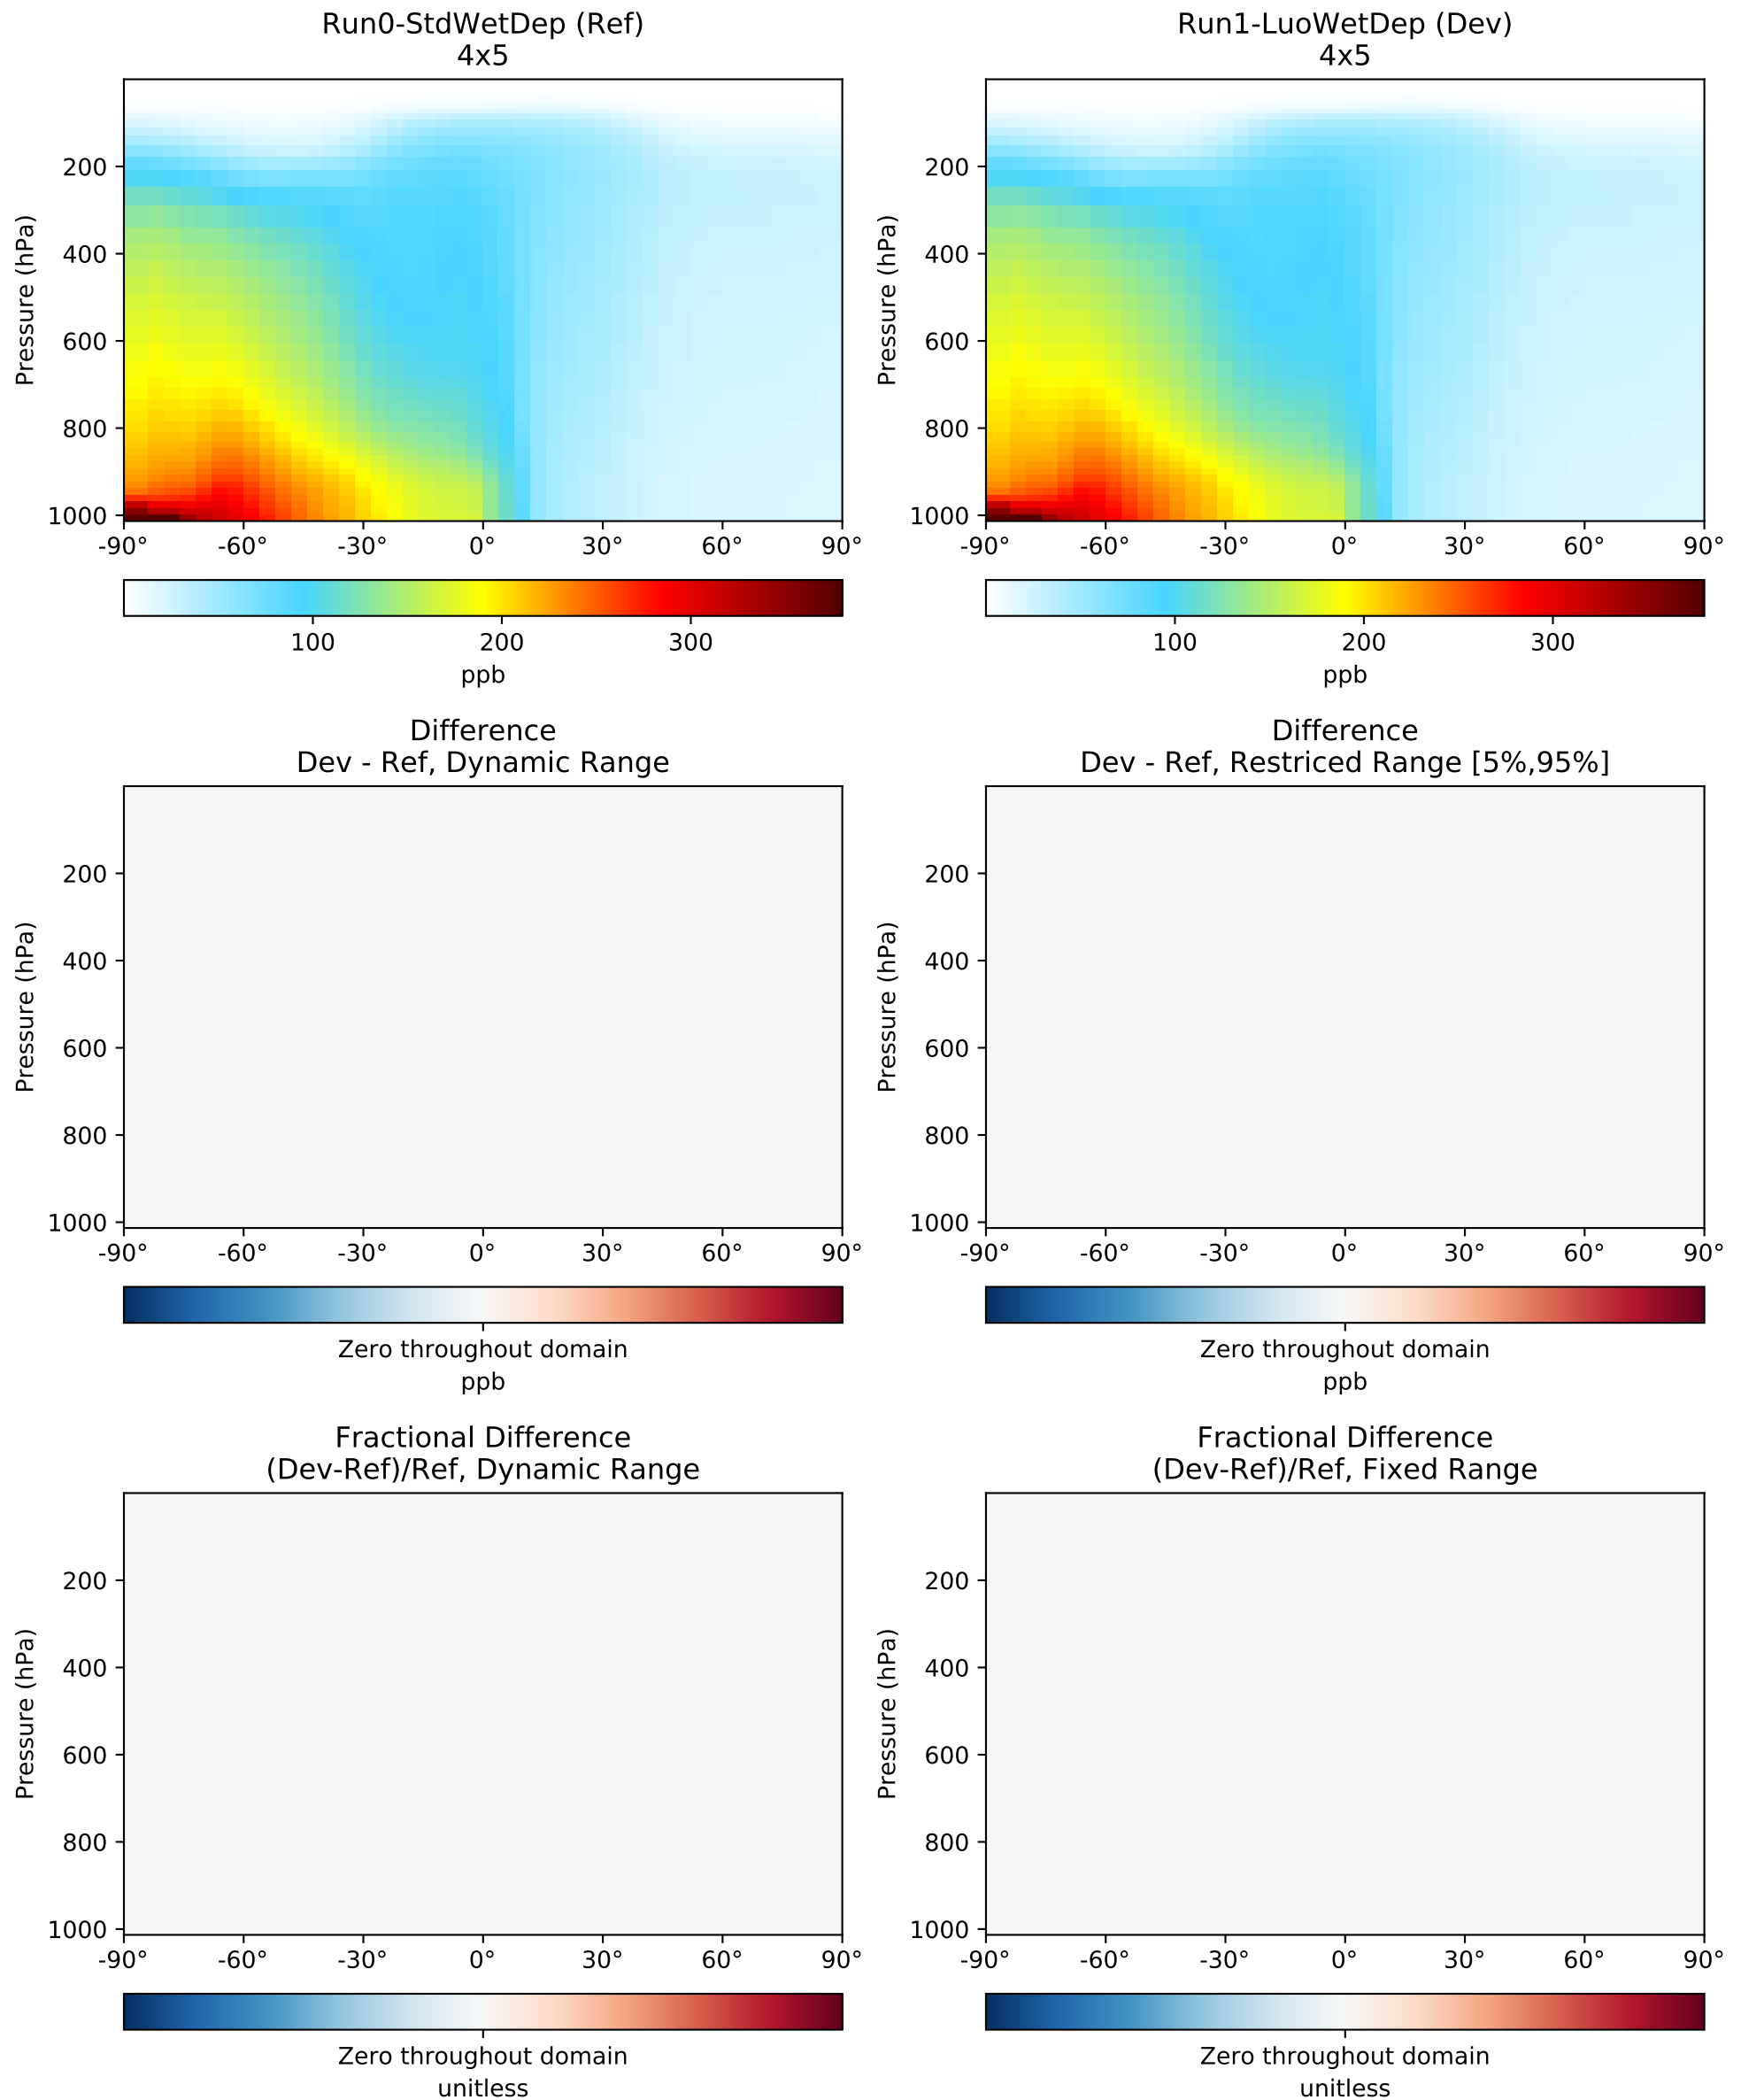 Run0-StdWetDep (Ref)
4x5
Run1-LuoWetDep (Dev)
4x5
Pressure (hPa)
200
400
600
800
1000
-90° -60° -30° 0° 30° 60° 90°
100 200 300
ppb
Pressure (hPa)
200
400
600
800
1000
-90° -60° -30° 0° 30° 60° 90°
100 200 300
ppb
Difference
Dev - Ref, Dynamic Range
Difference
Dev - Ref, Restriced Range [5%,95%]
Pressure (hPa)
200
400
600
800
1000
-90° -60° -30° 0° 30° 60° 90°
Zero throughout domain
ppb
Pressure (hPa)
200
400
600
800
1000
-90° -60° -30° 0° 30° 60° 90°
Zero throughout domain
ppb
Fractional Difference
(Dev-Ref)/Ref, Dynamic Range
Fractional Difference
(Dev-Ref)/Ref, Fixed Range
Pressure (hPa)
200
400
600
800
1000
-90° -60° -30° 0° 30° 60° 90°
Zero throughout domain
unitless
Pressure (hPa)
200
400
600
800
1000
-90° -60° -30° 0° 30° 60° 90°
Zero throughout domain
unitless